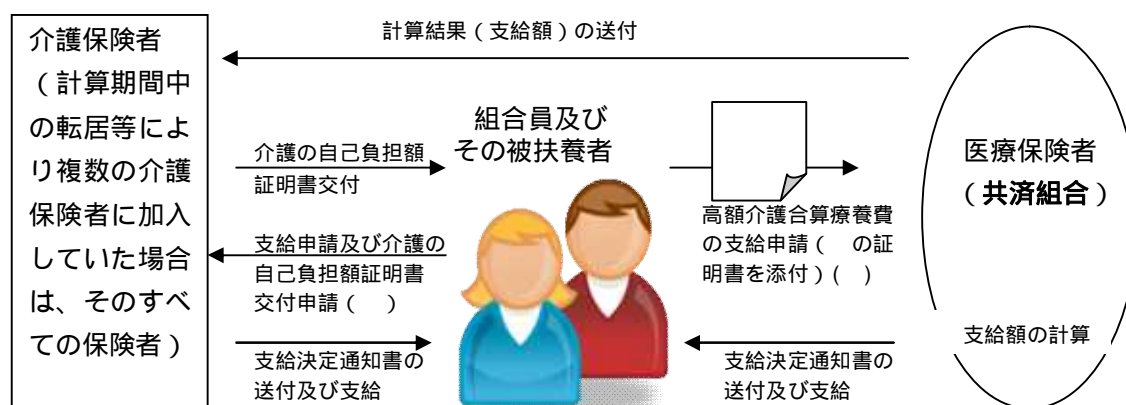 計算結果(支給額)の送付
介護保険者
(計算期間中
の転居等によ
り複数の介護
保険者に加入
していた場合
は、そのすべ
ての保険者)
介護の自己負担額
証明書交付
支給申請及び介護の
自己負担額証明書
交付申請( )
支給決定通知書の
送付及び支給
組合員及び
その被扶養者
高額介護合算療養費
の支給申請( の証
明書を添付)( )
支給決定通知書の
送付及び支給
医療保険者
(共済組合)
支給額の計算